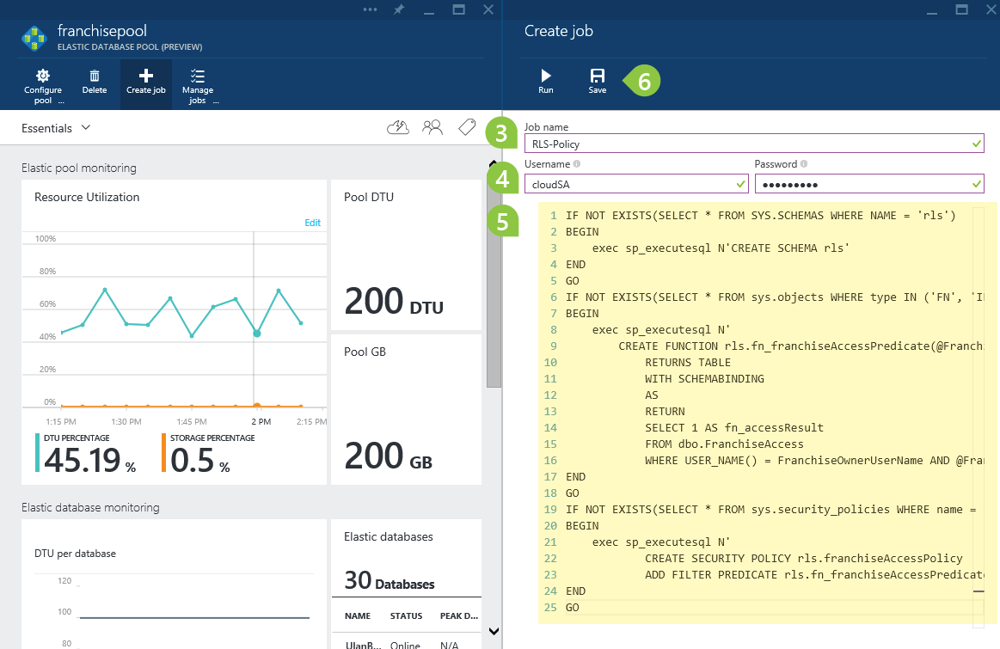 franchisepool
ELASTIC DATABASE POOL (PREVIEW)
Configure pool ...
Delete
Create job
Manage jobs ...
Essentials
Elastic pool monitoring
Resource Utilization
Edit
100%
80%
60%
40%
20%
0%
1:15 PM 1:30 PM 1:45 PM 2 PM 2:15 PM
DTU PERCENTAGE
45.19 %
STORAGE PERCENTAGE
0.5 %
Pool DTU
200 DTU
Pool GB
200 GB
Elastic database monitoring
DTU per database
120
100
80
Elastic databases
30 Databases
NAME STATUS PEAK D...
UlanB... Online N/A
Create job
Run
Save
6
3
Job name
RLS-Policy
4
Username
cloudSA
Password
•••••••••
5
1 IF NOT EXISTS(SELECT * FROM SYS.SCHEMAS WHERE NAME = 'rls')
2 BEGIN
3 exec sp_executesql N'CREATE SCHEMA rls'
4 END
5 GO
6 IF NOT EXISTS(SELECT * FROM sys.objects WHERE type IN ('FN', 'I
7 BEGIN
8 exec sp_executesql N'
9 CREATE FUNCTION rls.fn_franchiseAccessPredicate(@Franchi
10 RETURNS TABLE
11 WITH SCHEMABINDING
12 AS
13 RETURN
14 SELECT 1 AS fn_accessResult
15 FROM dbo.FranchiseAccess
16 WHERE USER_NAME() = FranchiseOwnerUserName AND @Fran
17 END
18 GO
19 IF NOT EXISTS(SELECT * FROM sys.security_policies WHERE name =
20 BEGIN
21 exec sp_executesql N'
22 CREATE SECURITY POLICY rls.franchiseAccessPolicy
23 ADD FILTER PREDICATE rls.fn_franchiseAccessPredicate
24 END
25 GO